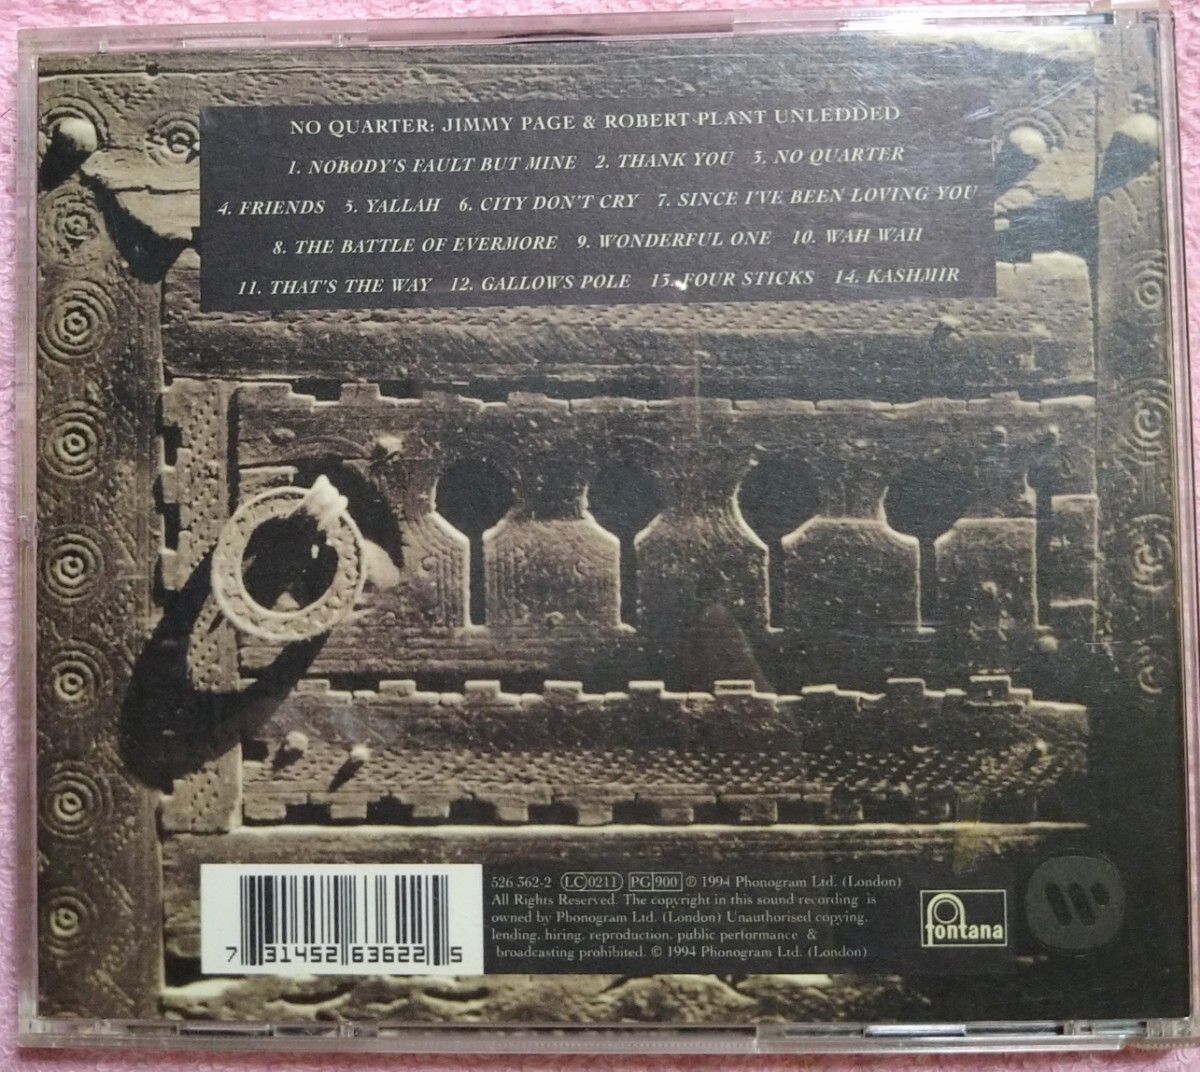 NO QUARTER: JIMMY PAGE & ROBERT PLANT UNLEDDED
1. NOBODY'S FAULT BUT MINE 2. THANK YOU 3. NO QUARTER
4. FRIENDS 5. YALLAH 6. CITY DON'T CRY 7. SINCE I'VE BEEN LOVING YOU
8. THE BATTLE OF EVERMORE 9. WONDERFUL ONE 10. WAH WAH
11. THAT'S THE WAY 12. GALLOWS POLE 13. FOUR STICKS 14. KASHMIR
526 362-2 LC 0211 PG 900 ℗ 1994 Phonogram Ltd. (London)
All Rights Reserved. The copyright in this sound recording is
owned by Phonogram Ltd. (London) Unauthorised copying,
lending, hiring, reproduction, public performance &
broadcasting prohibited. © 1994 Phonogram Ltd. (London)
fontana
7 31452 63622 5